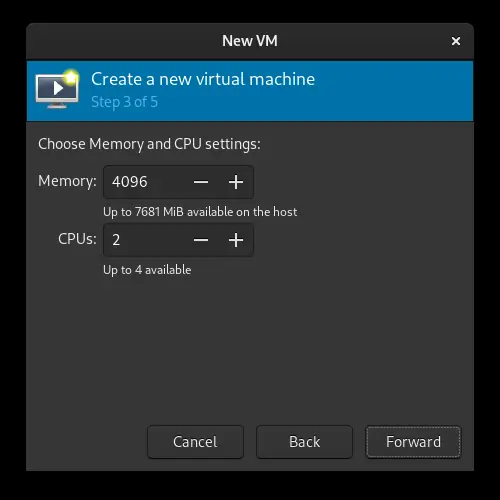 New VM
Create a new virtual machine
Step 3 of 5
Choose Memory and CPU settings:
Memory: 4096
Up to 7681 MiB available on the host
CPUs: 2
Up to 4 available
Cancel Back Forward